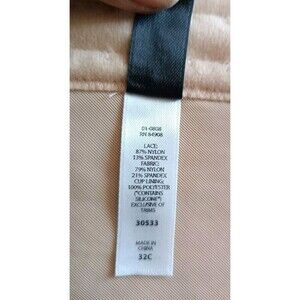 01-0808
RN 84908
LACE:
87% NYLON
13% SPANDEX
FABRIC:
79% NYLON
21% SPANDEX
CUP LINING:
100% POLYESTER
(*CONTAINS
SILICONE*)
EXCLUSIVE OF
TRIMS
30533
MADE IN
CHINA
32C